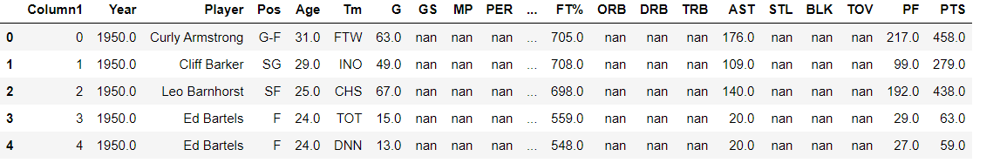 Column1 Year Player Pos Age Tm G GS MP PER ... FT% ORB DRB TRB AST STL BLK TOV PF PTS
0 0 1950.0 Curly Armstrong G-F 31.0 FTW 63.0 nan nan nan ... 705.0 nan nan nan 176.0 nan nan nan 217.0 458.0
1 1 1950.0 Cliff Barker SG 29.0 INO 49.0 nan nan nan ... 708.0 nan nan nan 109.0 nan nan nan 99.0 279.0
2 2 1950.0 Leo Barnhorst SF 25.0 CHS 67.0 nan nan nan ... 698.0 nan nan nan 140.0 nan nan nan 192.0 438.0
3 3 1950.0 Ed Bartels F 24.0 TOT 15.0 nan nan nan ... 559.0 nan nan nan 20.0 nan nan nan 29.0 63.0
4 4 1950.0 Ed Bartels F 24.0 DNN 13.0 nan nan nan ... 548.0 nan nan nan 20.0 nan nan nan 27.0 59.0